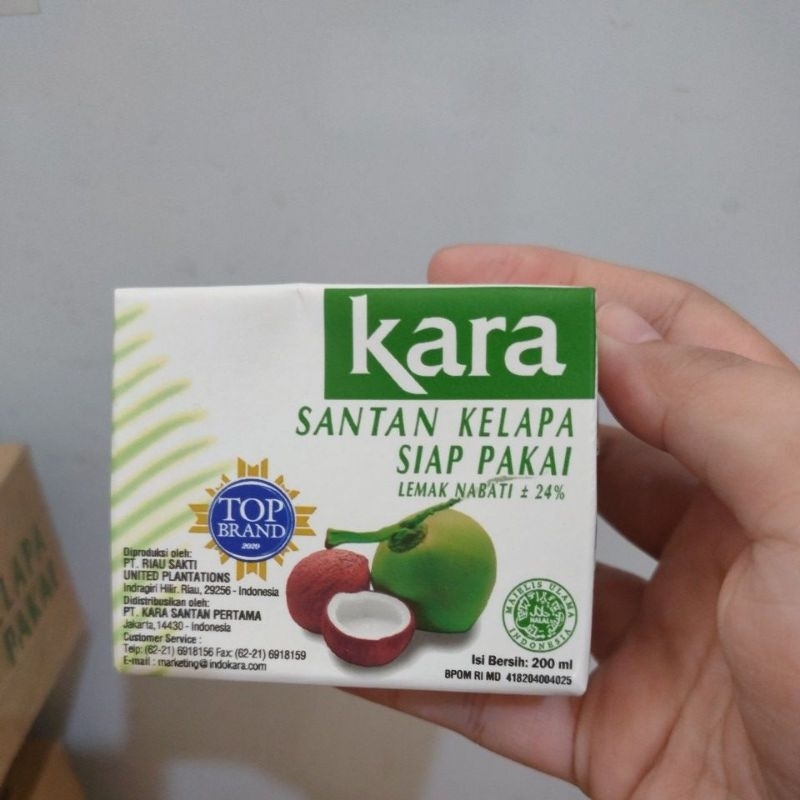 kara
SANTAN KELAPA
SIAP PAKAI
LEMAK NABATI ± 24%
TOP
BRAND
2020
Diproduksi oleh:
PT. RIAU SAKTI
UNITED PLANTATIONS
Indragiri Hilir. Riau, 29256 - Indonesia
Didistribusikan oleh:
PT. KARA SANTAN PERTAMA
Jakarta, 14430 - Indonesia
Customer Service :
Telp: (62-21) 6918156 Fax: (62-21) 6918159
E-mail : marketing@indokara.com
MAJELIS ULAMA
حلال
HALAL
INDONESIA
Isi Bersih: 200 ml
BPOM RI MD 418204004025
PAKAI